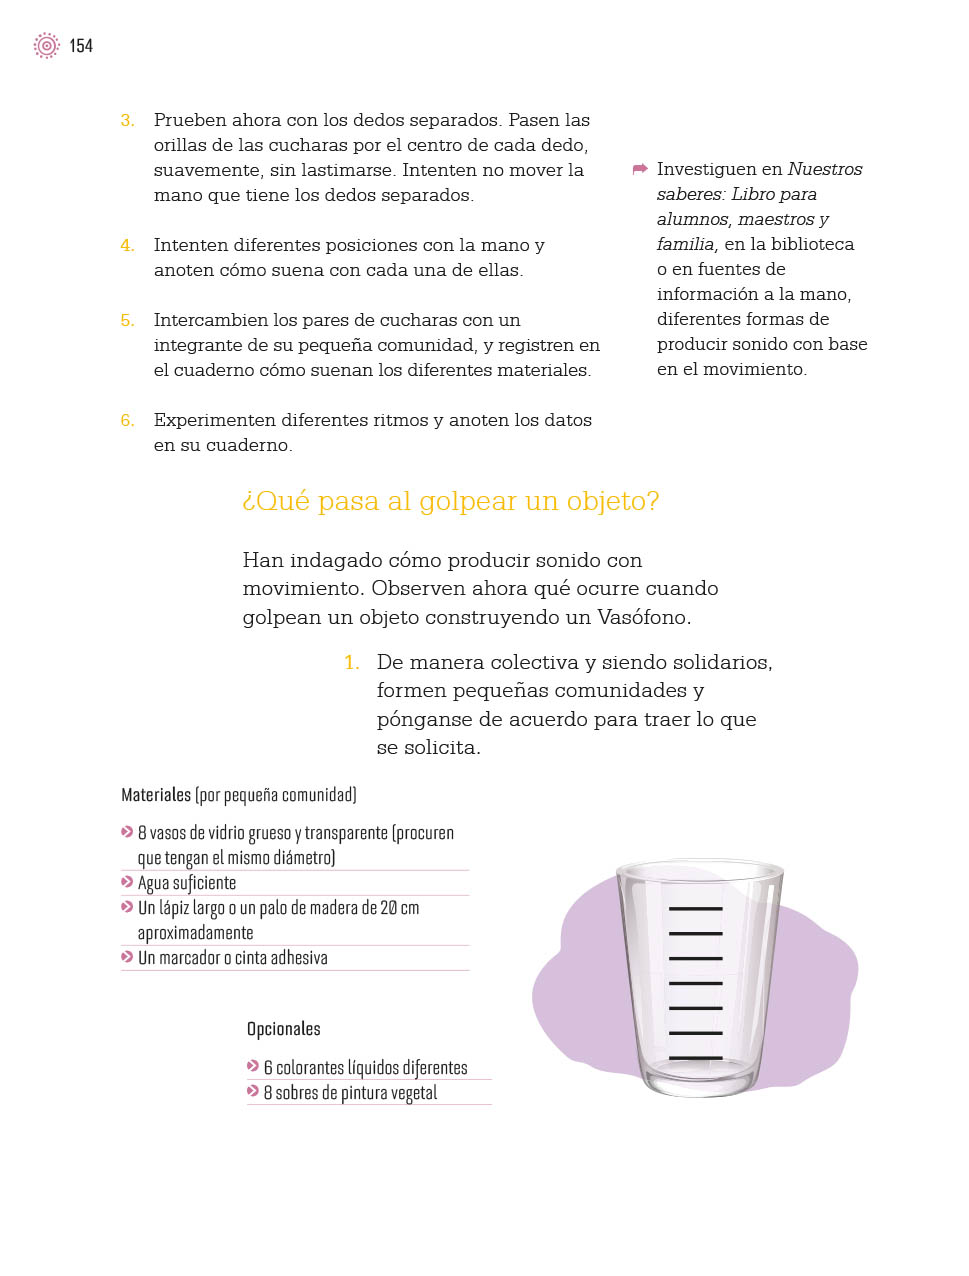 154
3. Prueben ahora con los dedos separados. Pasen las
orillas de las cucharas por el centro de cada dedo,
suavemente, sin lastimarse. Intenten no mover la
mano que tiene los dedos separados.
4. Intenten diferentes posiciones con la mano y
anoten cómo suena con cada una de ellas.
5. Intercambien los pares de cucharas con un
integrante de su pequeña comunidad, y registren en
el cuaderno cómo suenan los diferentes materiales.
6. Experimenten diferentes ritmos y anoten los datos
en su cuaderno.
Investiguen en Nuestros
saberes: Libro para
alumnos, maestros y
familia, en la biblioteca
o en fuentes de
información a la mano,
diferentes formas de
producir sonido con base
en el movimiento.
¿Qué pasa al golpear un objeto?
Han indagado cómo producir sonido con
movimiento. Observen ahora qué ocurre cuando
golpean un objeto construyendo un Vasófono.
1. De manera colectiva y siendo solidarios,
formen pequeñas comunidades y
pónganse de acuerdo para traer lo que
se solicita.
Materiales (por pequeña comunidad)
8 vasos de vidrio grueso y transparente (procuren
que tengan el mismo diámetro)
Agua suficiente
Un lápiz largo o un palo de madera de 20 cm
aproximadamente
Un marcador o cinta adhesiva
Opcionales
6 colorantes líquidos diferentes
8 sobres de pintura vegetal